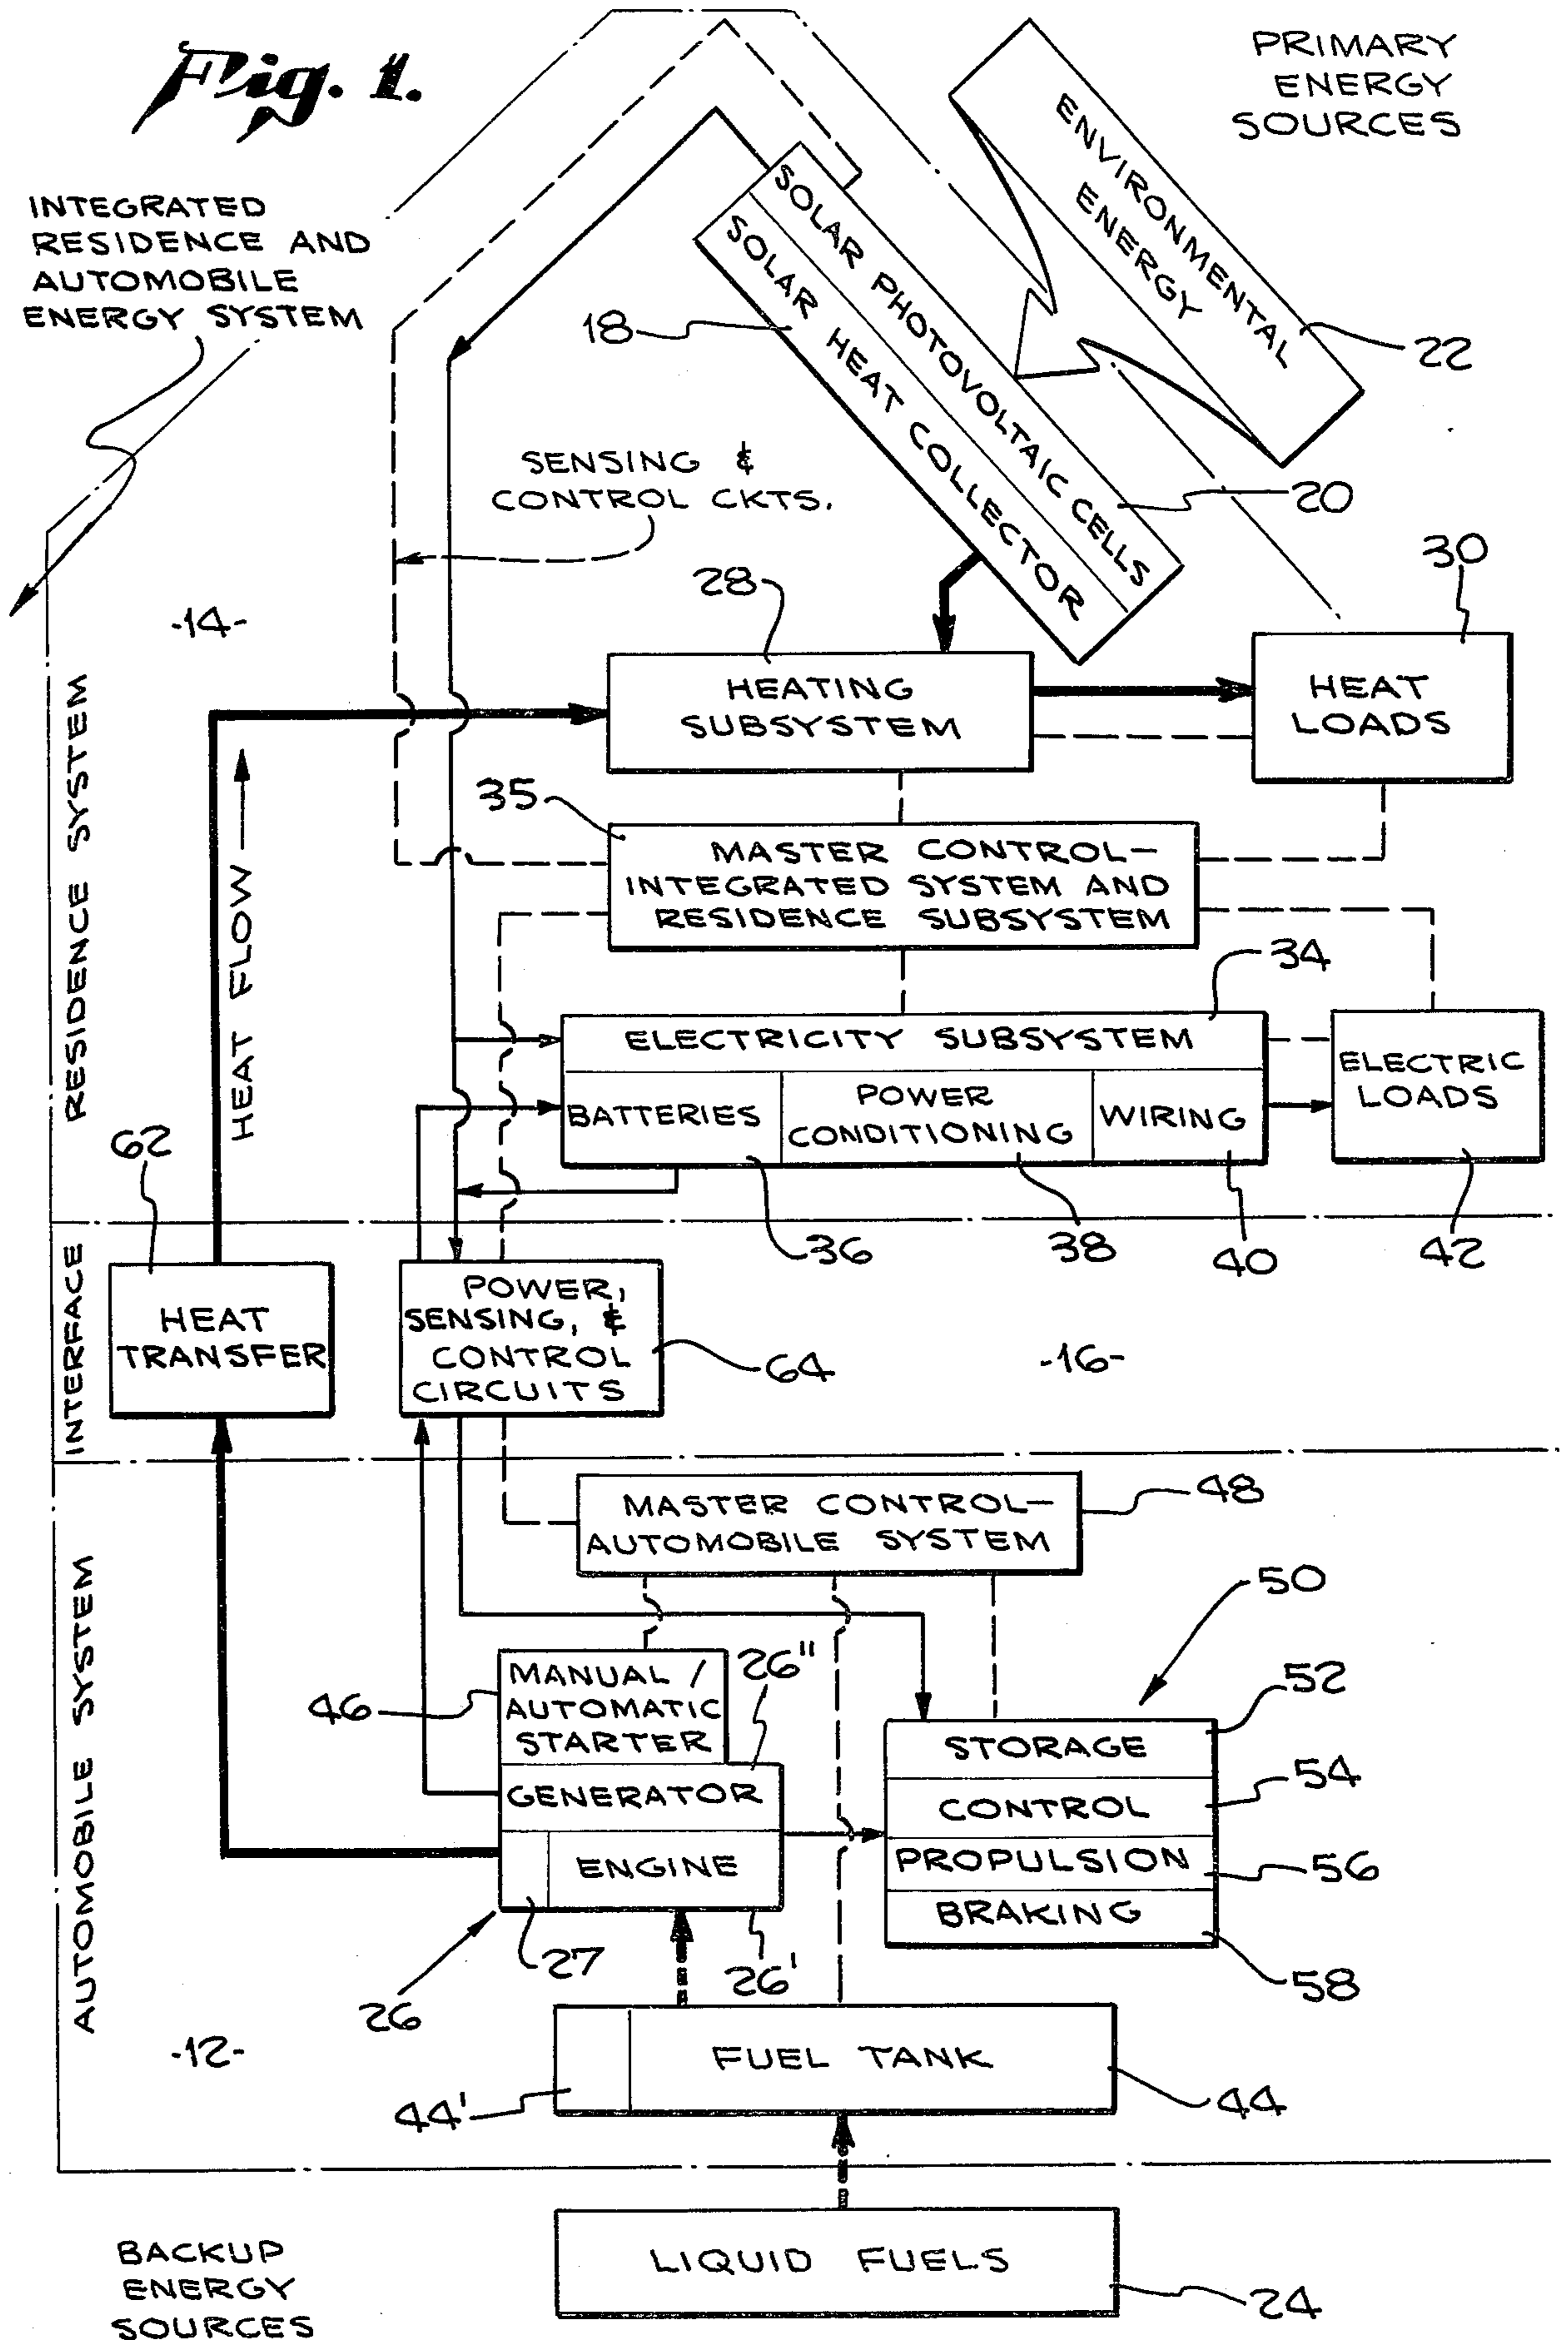 Fig. 1.
PRIMARY
ENERGY
SOURCES
INTEGRATED
RESIDENCE AND
AUTOMOBILE
ENERGY SYSTEM
ENVIRONMENTAL
ENERGY
22
SOLAR PHOTOVOLTAIC CELLS
SOLAR HEAT COLLECTOR
18
20
SENSING &
CONTROL CKTS.
-14-
28
30
HEATING
SUBSYSTEM
HEAT
LOADS
35
MASTER CONTROL-
INTEGRATED SYSTEM AND
RESIDENCE SUBSYSTEM
RESIDENCE SYSTEM
HEAT FLOW
34
ELECTRICITY SUBSYSTEM
BATTERIES
POWER
CONDITIONING
WIRING
ELECTRIC
LOADS
62
36
38
40
42
INTERFACE
HEAT
TRANSFER
POWER,
SENSING, &
CONTROL
CIRCUITS
64
-16-
MASTER CONTROL-
AUTOMOBILE SYSTEM
48
50
AUTOMOBILE SYSTEM
MANUAL /
AUTOMATIC
STARTER
46
26"
GENERATOR
ENGINE
27
26'
26
STORAGE
52
CONTROL
54
PROPULSION
56
BRAKING
58
-12-
FUEL TANK
44'
44
LIQUID FUELS
24
BACKUP
ENERGY
SOURCES